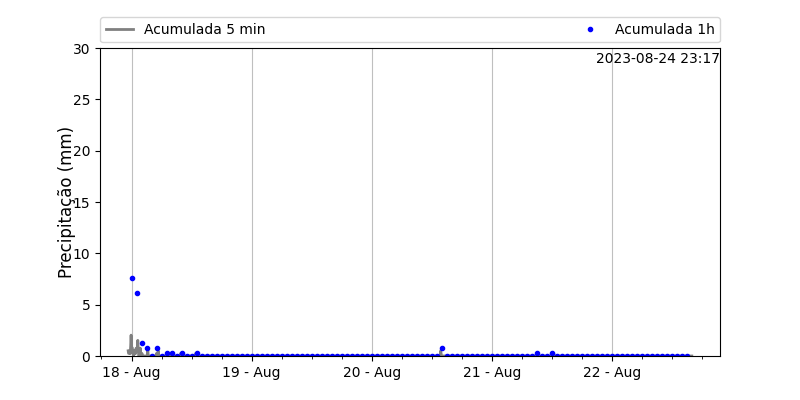 Acumulada 5 min
Acumulada 1h
2023-08-24 23:17
Precipitação (mm)
30
25
20
15
10
5
0
18 - Aug
19 - Aug
20 - Aug
21 - Aug
22 - Aug